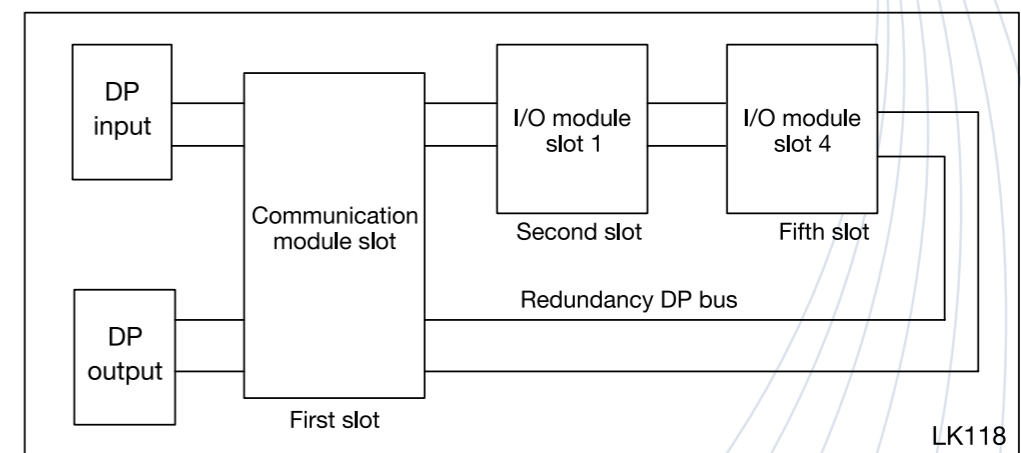 DP
input
Communication
module slot
I/O module
slot 1
I/O module
slot 4
Second slot
Fifth slot
Redundancy DP bus
DP
output
First slot
LK118